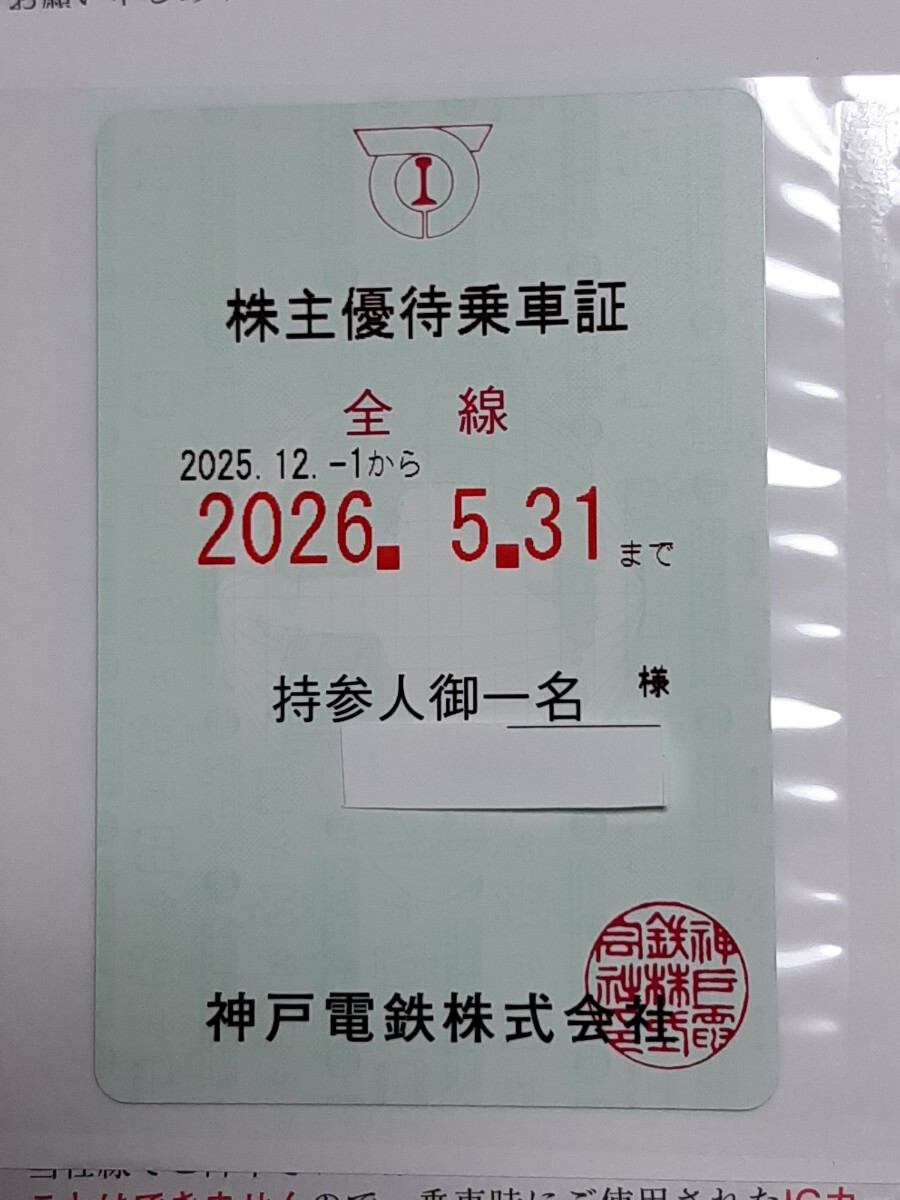 株主優待乗車証
全 線
2025.12.-1から
2026. 5.31まで
持参人御一名 様
神戸電鉄株式会社